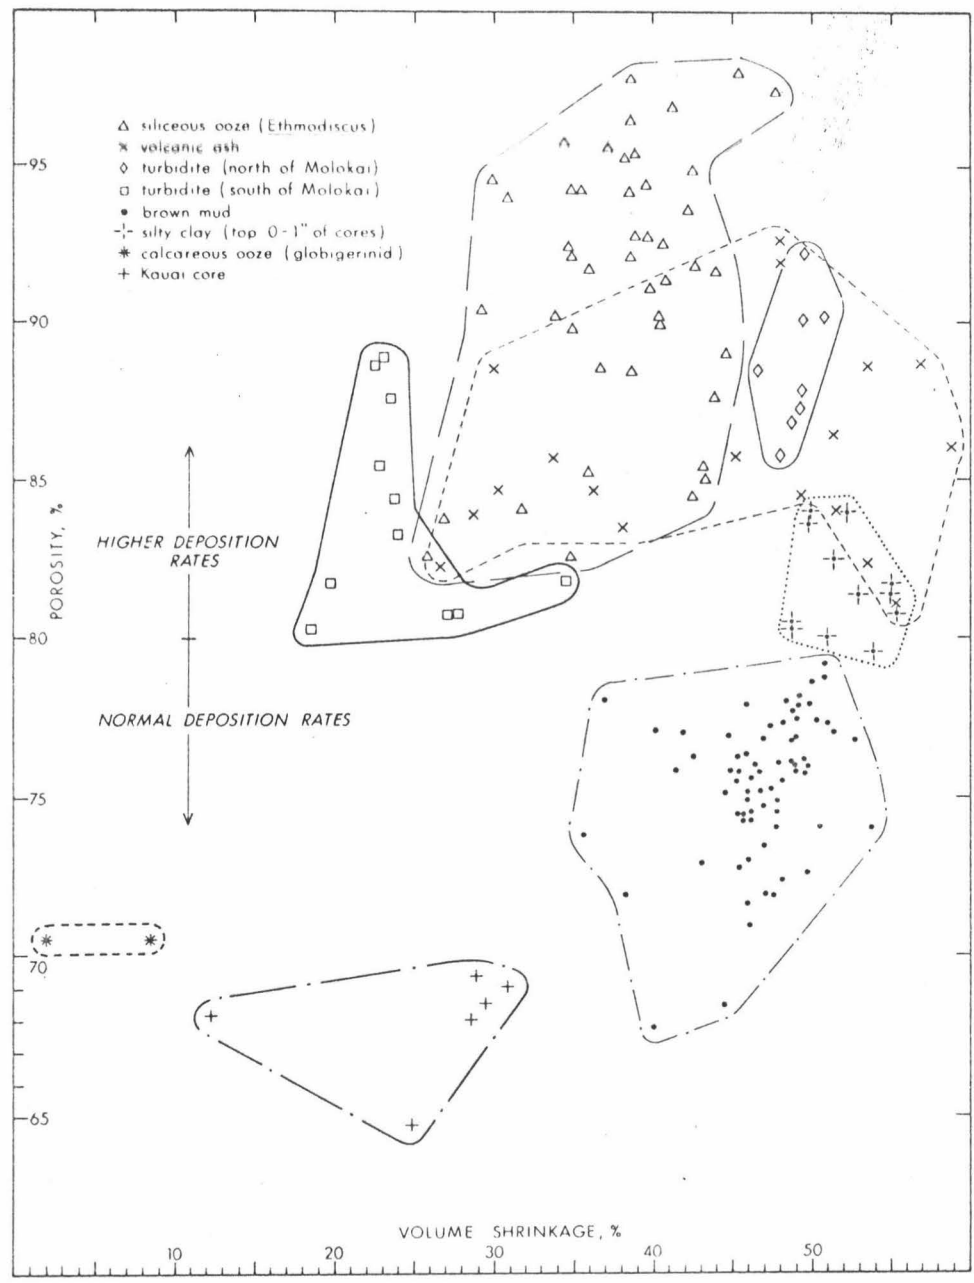 △ siliceous ooze (Ethmodiscus)
× volcanic ash
◇ turbidite (north of Molokai)
□ turbidite (south of Molokai)
• brown mud
-¦- silty clay (top 0-1" of cores)
✳ calcareous ooze (globigerinid)
+ Kauai core
95
90
85
80
75
70
65
POROSITY, %
HIGHER DEPOSITION
RATES
NORMAL DEPOSITION RATES
VOLUME SHRINKAGE, %
10 20 30 40 50